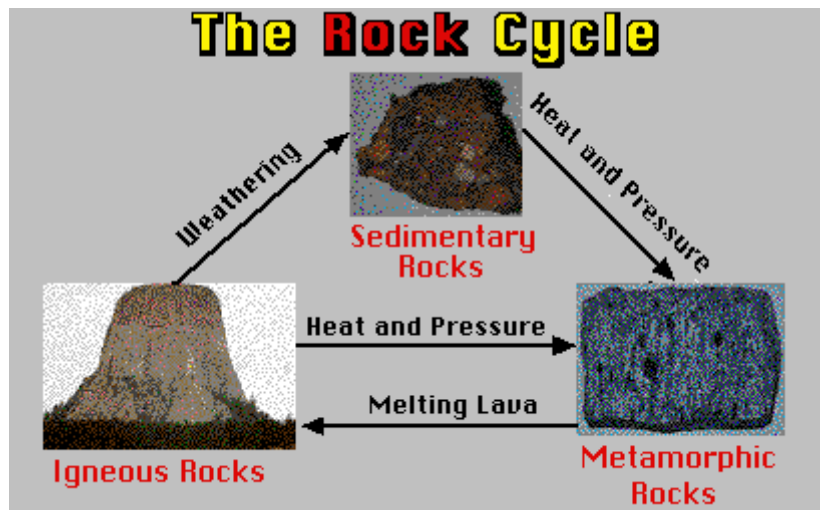 The Rock Cycle
Weathering
Heat and Pressure
Sedimentary
Rocks
Heat and Pressure
Melting Lava
Igneous Rocks
Metamorphic
Rocks